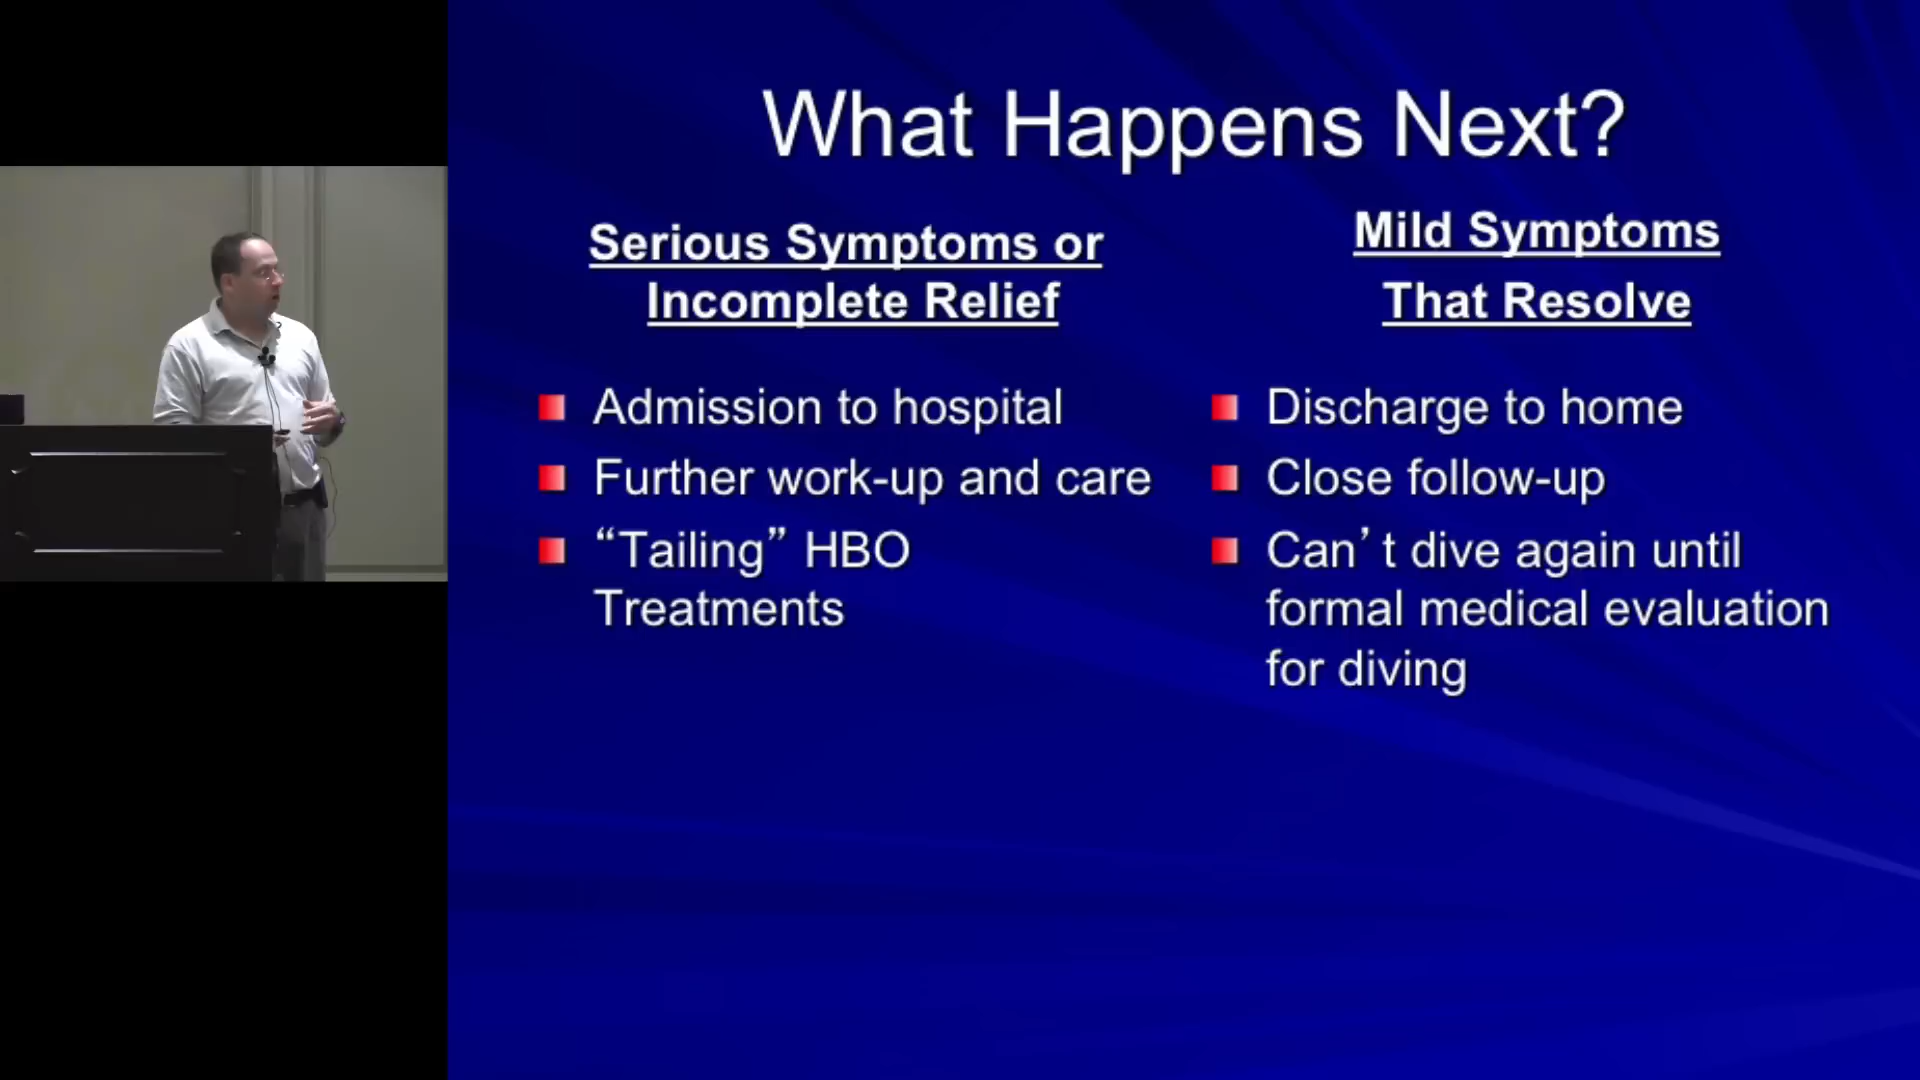 What Happens Next?
Serious Symptoms or
Incomplete Relief
Admission to hospital
Further work-up and care
“Tailing” HBO
Treatments
Mild Symptoms
That Resolve
Discharge to home
Close follow-up
Can’t dive again until
formal medical evaluation
for diving